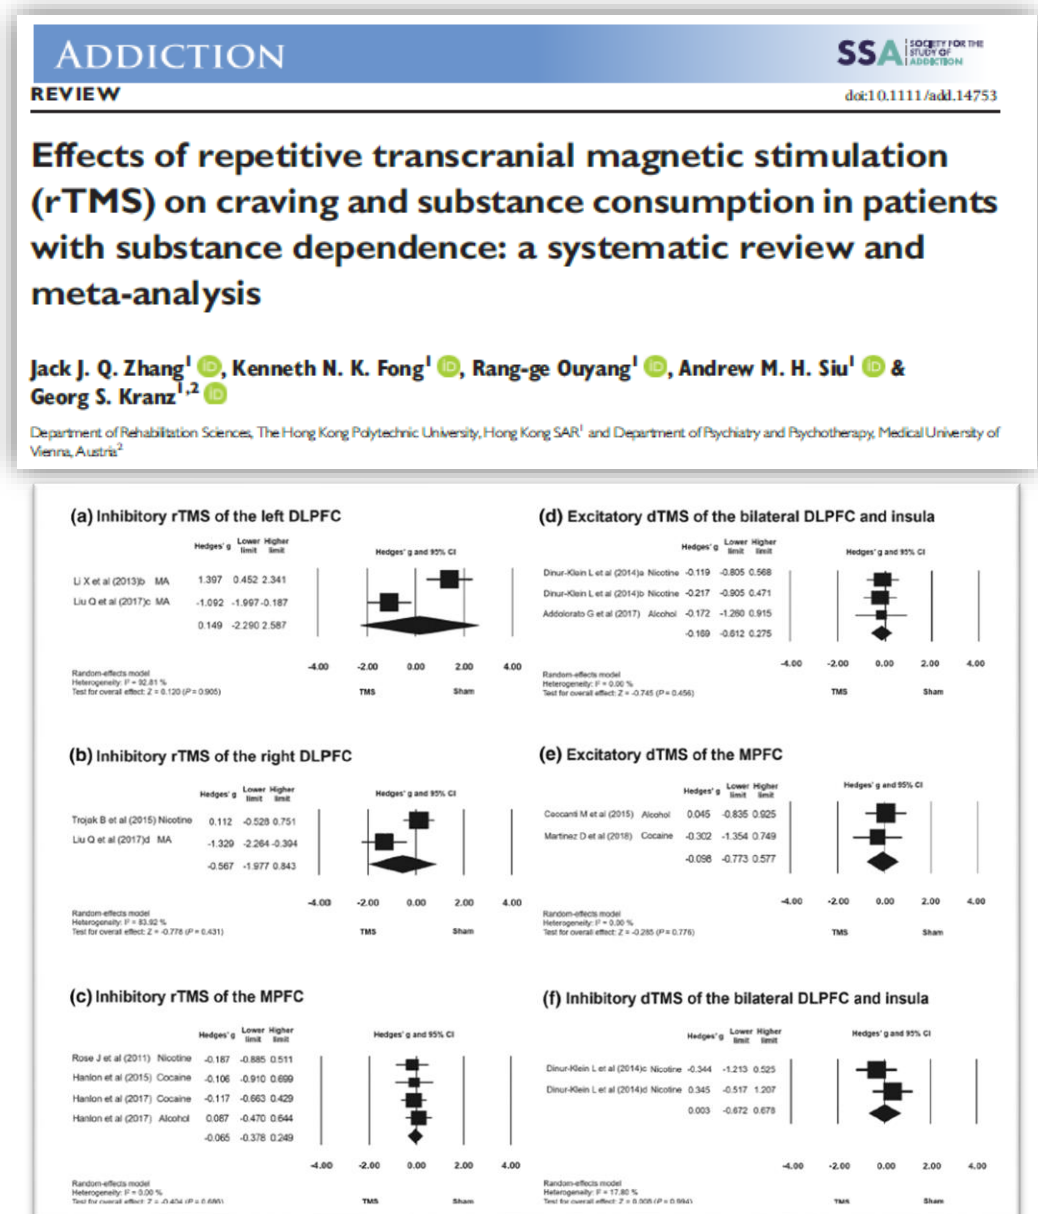 ADDICTION
SSA SOCIETY FOR THE
STUDY OF
ADDICTION
REVIEW
doi:10.1111/add.14753
Effects of repetitive transcranial magnetic stimulation
(rTMS) on craving and substance consumption in patients
with substance dependence: a systematic review and
meta-analysis
Jack J. Q. Zhang1 iD, Kenneth N. K. Fong1 iD, Rang-ge Ouyang1 iD, Andrew M. H. Siu1 iD &
Georg S. Kranz1,2 iD
Department of Rehabilitation Sciences, The Hong Kong Polytechnic University, Hong Kong SAR1 and Department of Psychiatry and Psychotherapy, Medical University of
Vienna, Austria2
(a) Inhibitory rTMS of the left DLPFC
Hedges' g Lower limit Higher limit Hedges' g and 95% CI
Li X et al (2013)b MA 1.397 0.452 2.341
Liu Q et al (2017)c MA -1.092 -1.997 -0.187
0.149 -2.290 2.587
-4.00 -2.00 0.00 2.00 4.00
Random-effects model
Heterogeneity: I² = 92.81 %
Test for overall effect: Z = 0.120 (P = 0.905)
TMS Sham
(b) Inhibitory rTMS of the right DLPFC
Hedges' g Lower limit Higher limit Hedges' g and 95% CI
Trojak B et al (2015) Nicotine 0.112 -0.528 0.751
Liu Q et al (2017)d MA -1.329 -2.264 -0.394
-0.567 -1.977 0.843
-4.00 -2.00 0.00 2.00 4.00
Random-effects model
Heterogeneity: I² = 83.92 %
Test for overall effect: Z = -0.778 (P = 0.431)
TMS Sham
(c) Inhibitory rTMS of the MPFC
Hedges' g Lower limit Higher limit Hedges' g and 95% CI
Rose J et al (2011) Nicotine -0.187 -0.885 0.511
Hanlon et al (2015) Cocaine -0.106 -0.910 0.699
Hanlon et al (2017) Cocaine -0.117 -0.663 0.429
Hanlon et al (2017) Alcohol 0.087 -0.470 0.644
-0.065 -0.378 0.249
-4.00 -2.00 0.00 2.00 4.00
Random-effects model
Heterogeneity: I² = 0.00 %
Test for overall effect: Z = -0.404 (P = 0.686)
TMS Sham
(d) Excitatory dTMS of the bilateral DLPFC and insula
Hedges' g Lower limit Higher limit Hedges' g and 95% CI
Dinur-Klein L et al (2014)a Nicotine -0.119 -0.805 0.568
Dinur-Klein L et al (2014)b Nicotine -0.217 -0.905 0.471
Addolorato G et al (2017) Alcohol -0.172 -1.260 0.915
-0.169 -0.612 0.275
-4.00 -2.00 0.00 2.00 4.00
Random-effects model
Heterogeneity: I² = 0.00 %
Test for overall effect: Z = -0.745 (P = 0.456)
TMS Sham
(e) Excitatory dTMS of the MPFC
Hedges' g Lower limit Higher limit Hedges' g and 95% CI
Ceccanti M et al (2015) Alcohol 0.045 -0.835 0.925
Martinez D et al (2018) Cocaine -0.302 -1.354 0.749
-0.098 -0.773 0.577
-4.00 -2.00 0.00 2.00 4.00
Random-effects model
Heterogeneity: I² = 0.00 %
Test for overall effect: Z = -0.285 (P = 0.776)
TMS Sham
(f) Inhibitory dTMS of the bilateral DLPFC and insula
Hedges' g Lower limit Higher limit Hedges' g and 95% CI
Dinur-Klein L et al (2014)c Nicotine -0.344 -1.213 0.525
Dinur-Klein L et al (2014)d Nicotine 0.345 -0.517 1.207
0.003 -0.672 0.678
-4.00 -2.00 0.00 2.00 4.00
Random-effects model
Heterogeneity: I² = 17.80 %
Test for overall effect: Z = 0.008 (P = 0.994)
TMS Sham